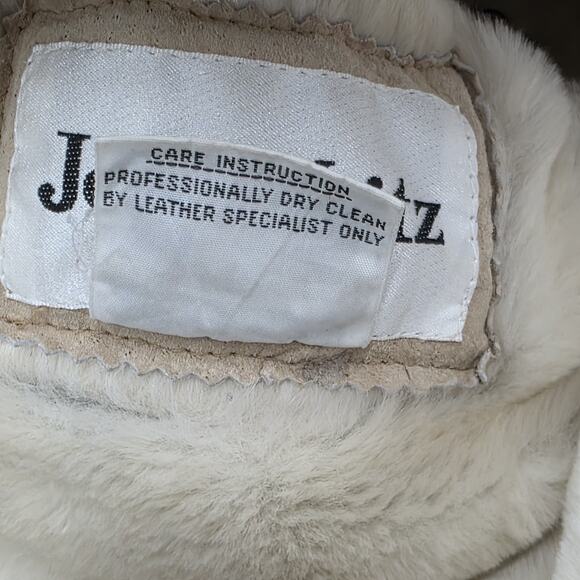 CARE INSTRUCTION
PROFESSIONALLY DRY CLEAN
BY LEATHER SPECIALIST ONLY